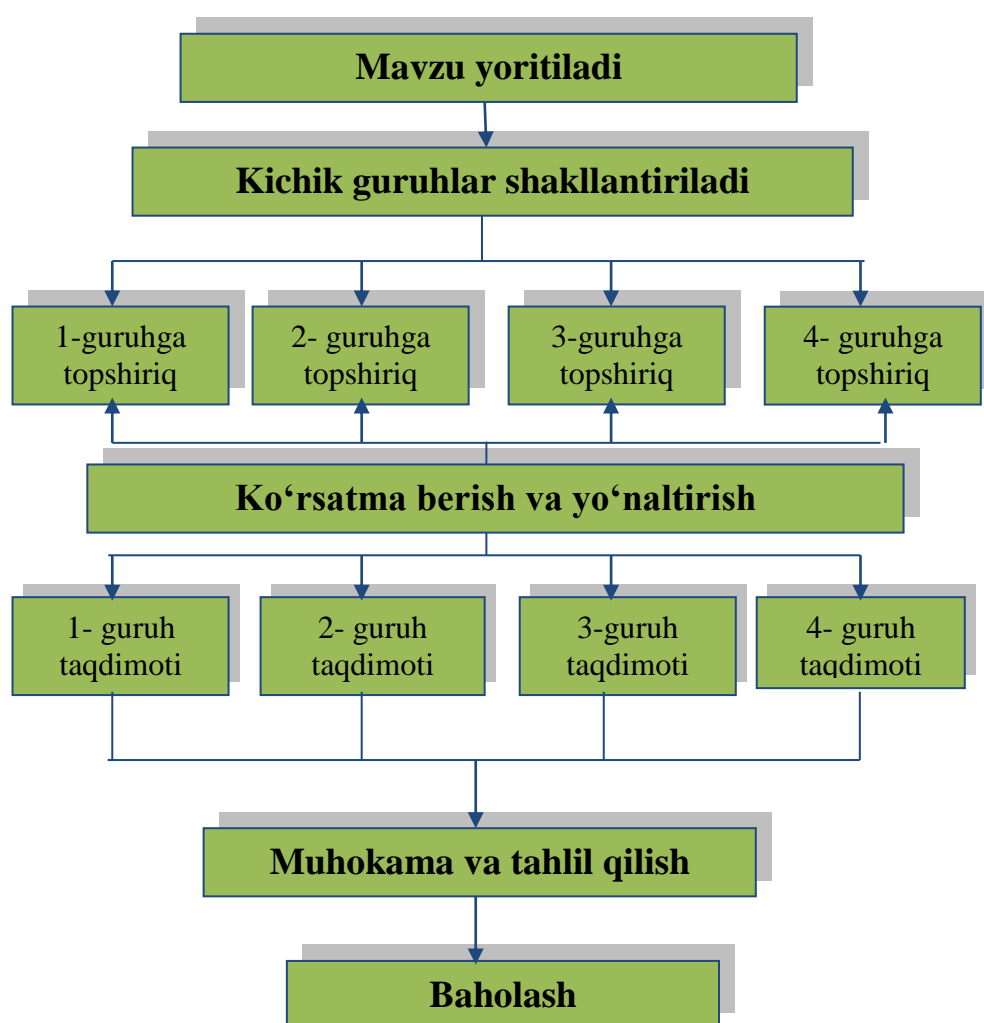 Mavzu yoritiladi
Kichik guruhlar shakllantiriladi
1-guruhga
topshiriq
2- guruhga
topshiriq
3-guruhga
topshiriq
4- guruhga
topshiriq
Ko‘rsatma berish va yo‘naltirish
1- guruh
taqdimoti
2- guruh
taqdimoti
3-guruh
taqdimoti
4- guruh
taqdimoti
Muhokama va tahlil qilish
Baholash